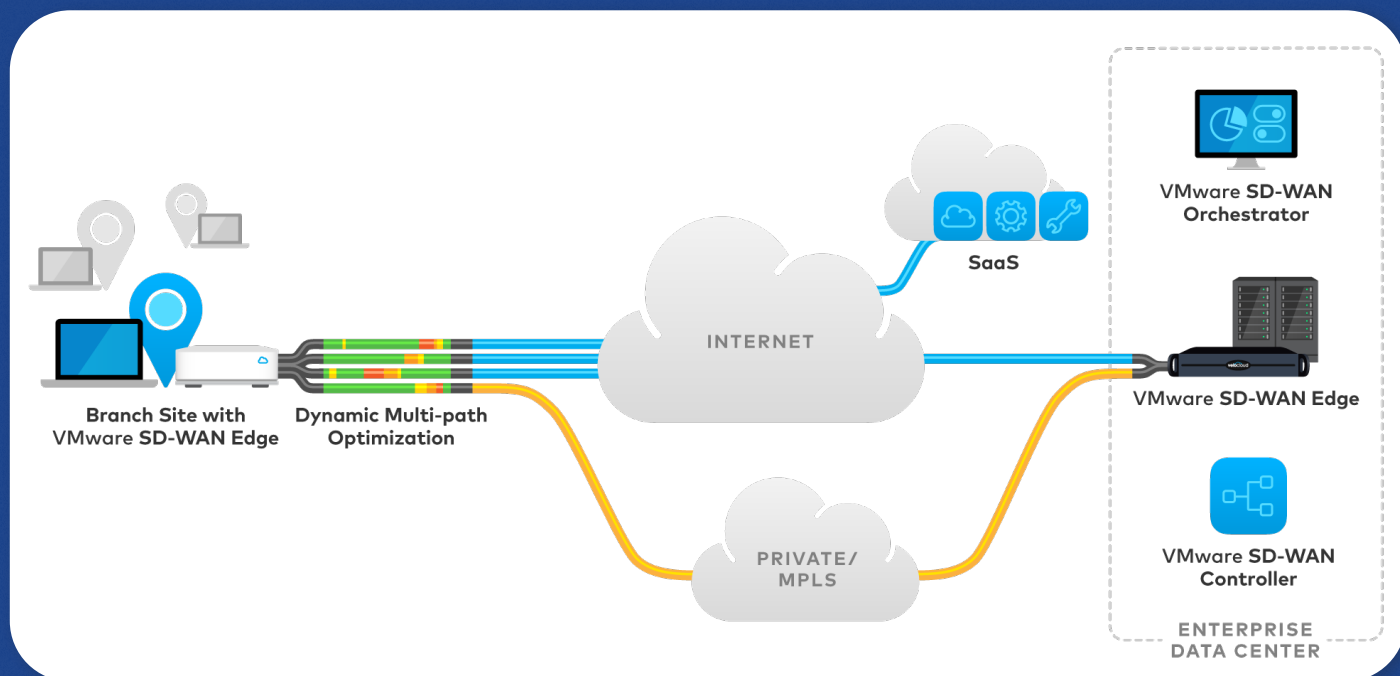 VMware SD-WAN
Orchestrator
SaaS
INTERNET
velocloud
VMware SD-WAN Edge
Branch Site with
VMware SD-WAN Edge
Dynamic Multi-path
Optimization
PRIVATE/
MPLS
VMware SD-WAN
Controller
ENTERPRISE
DATA CENTER